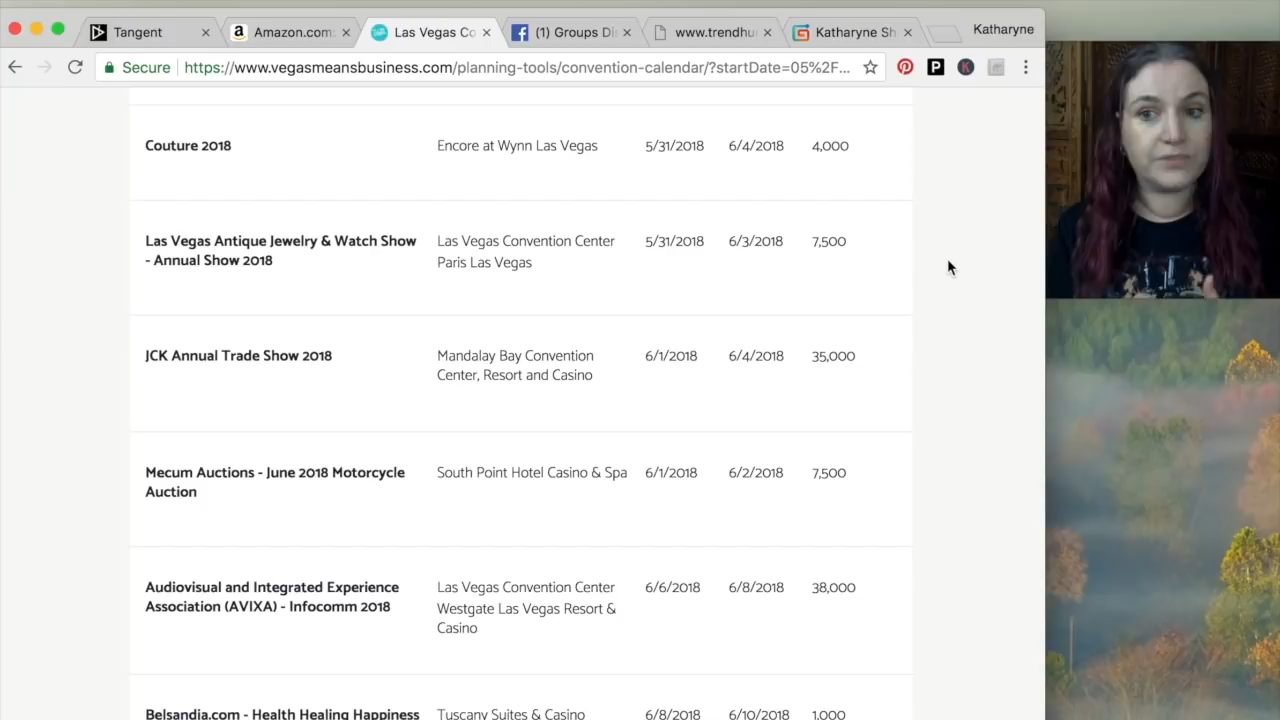 Tangent
Amazon.com:
Las Vegas Co
(1) Groups Di
www.trendhu
Katharyne Sh
Katharyne
Secure
https://www.vegasmeansbusiness.com/planning-tools/convention-calendar/?startDate=05%2F...
Couture 2018
Encore at Wynn Las Vegas
5/31/2018
6/4/2018
4,000
Las Vegas Antique Jewelry & Watch Show
- Annual Show 2018
Las Vegas Convention Center
Paris Las Vegas
5/31/2018
6/3/2018
7,500
JCK Annual Trade Show 2018
Mandalay Bay Convention
Center, Resort and Casino
6/1/2018
6/4/2018
35,000
Mecum Auctions - June 2018 Motorcycle
Auction
South Point Hotel Casino & Spa
6/1/2018
6/2/2018
7,500
Audiovisual and Integrated Experience
Association (AVIXA) - Infocomm 2018
Las Vegas Convention Center
Westgate Las Vegas Resort &
Casino
6/6/2018
6/8/2018
38,000
Belsandia.com - Health Healing Happiness
Tuscany Suites & Casino
6/8/2018
6/10/2018
1,000